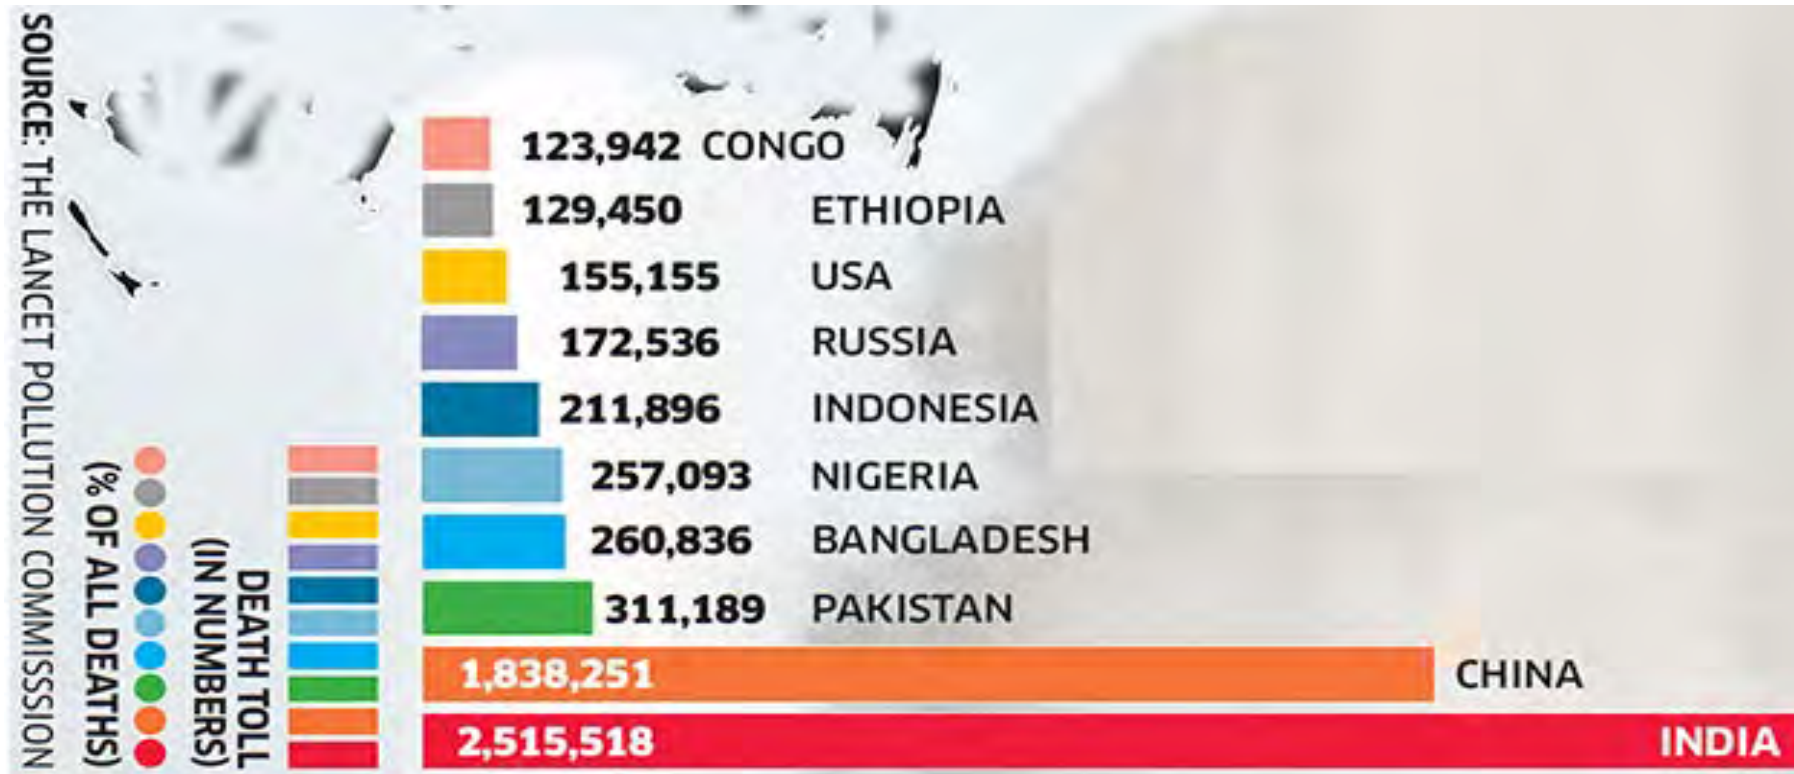 SOURCE: THE LANCET POLLUTION COMMISSSION
(% OF ALL DEATHS)
DEATH TOLL
(IN NUMBERS)
123,942 CONGO
129,450 ETHIOPIA
155,155 USA
172,536 RUSSIA
211,896 INDONESIA
257,093 NIGERIA
260,836 BANGLADESH
311,189 PAKISTAN
1,838,251 CHINA
2,515,518 INDIA